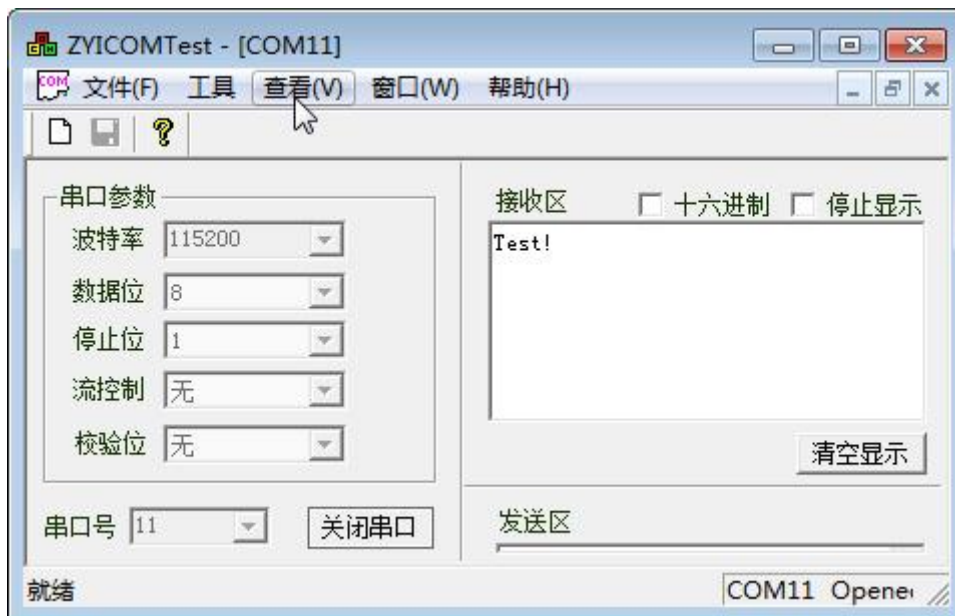 ZYICOMTest - [COM11]
文件(F) 工具 查看(V) 窗口(W) 帮助(H)
串口参数
波特率 115200
数据位 8
停止位 1
流控制 无
校验位 无
串口号 11 关闭串口
接收区 十六进制 停止显示
Test!
清空显示
发送区
就绪
COM11 Opene